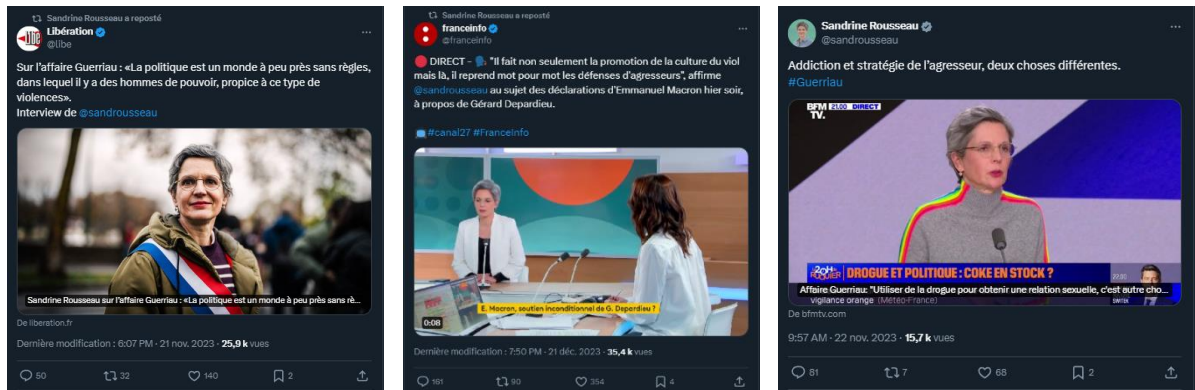 Sandrine Rousseau a reposté
Libération
@libe
Sur l'affaire Guerriau : «La politique est un monde à peu près sans règles,
dans lequel il y a des hommes de pouvoir, propice à ce type de
violences».
Interview de @sandrousseau
Sandrine Rousseau sur l'affaire Guerriau : «La politique est un monde à peu près sans rè...
De liberation.fr
Dernière modification : 6:07 PM · 21 nov. 2023 · 25,9 k vues
50 32 140 2
Sandrine Rousseau a reposté
franceinfo
@franceinfo
DIRECT - "Il fait non seulement la promotion de la culture du viol
mais là, il reprend mot pour mot les défenses d'agresseurs", affirme
@sandrousseau au sujet des déclarations d'Emmanuel Macron hier soir,
à propos de Gérard Depardieu.
#canal27 #FranceInfo
E. Macron, soutien inconditionnel de G. Depardieu ?
0:08
Dernière modification : 7:50 PM · 21 déc. 2023 · 35,4 k vues
161 90 354 4
Sandrine Rousseau
@sandrousseau
Addiction et stratégie de l'agresseur, deux choses différentes.
#Guerriau
BFM 21.00 DIRECT
TV.
20H DROGUE ET POLITIQUE : COKE EN STOCK ?
Affaire Guerriau: "Utiliser de la drogue pour obtenir une relation sexuelle, c'est autre cho...
vigilance orange (Météo-France)
De bfmtv.com
9:57 AM · 22 nov. 2023 · 15,7 k vues
81 7 68 2